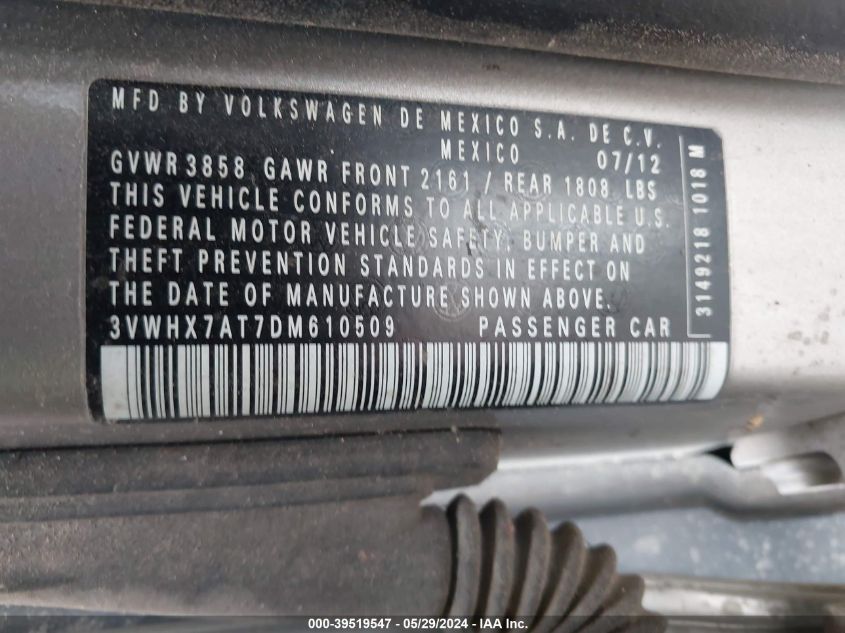 MFD BY VOLKSWAGEN DE MEXICO S.A. DE C.V.
MEXICO 07/12
GVWR 3858 GAWR FRONT 2161 / REAR 1808 LBS
THIS VEHICLE CONFORMS TO ALL APPLICABLE U.S.
FEDERAL MOTOR VEHICLE SAFETY, BUMPER AND
THEFT PREVENTION STANDARDS IN EFFECT ON
THE DATE OF MANUFACTURE SHOWN ABOVE.
3VWHX7AT7DM610509 PASSENGER CAR
3149218 1018 M
000-39519547 - 05/29/2024 - IAA Inc.